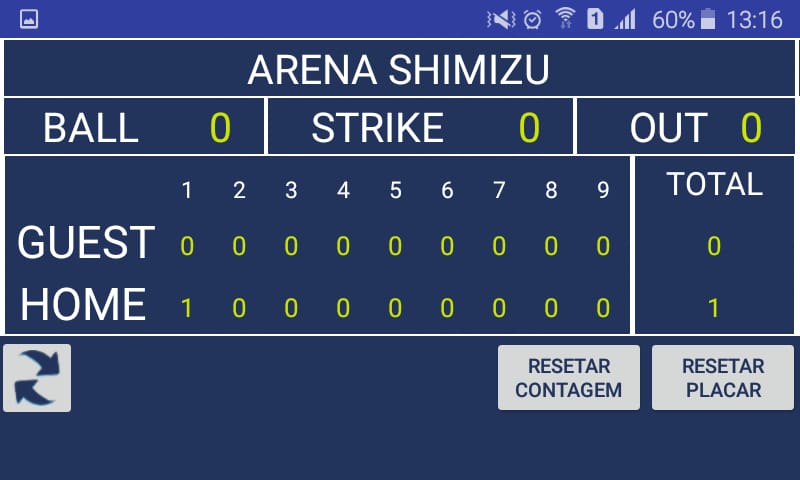 1 60% 13:16
ARENA SHIMIZU
BALL 0 STRIKE 0 OUT 0
1 2 3 4 5 6 7 8 9 TOTAL
GUEST 0 0 0 0 0 0 0 0 0 0
HOME 1 0 0 0 0 0 0 0 0 1
RESETAR
CONTAGEM
RESETAR
PLACAR